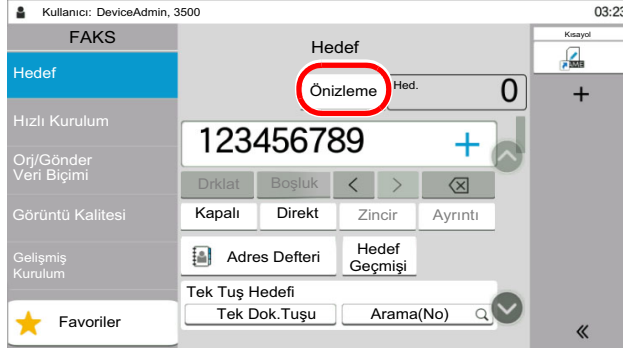 Kullanıcı: DeviceAdmin, 3500
03:23
FAKS
Hedef
Hızlı Kurulum
Orj/Gönder
Veri Biçimi
Görüntü Kalitesi
Gelişmiş
Kurulum
Favoriler
Hedef
Önizleme
Hed.
0
123456789
Drklat
Boşluk
Kapalı
Direkt
Zincir
Ayrıntı
Adres Defteri
Hedef
Geçmişi
Tek Tuş Hedefi
Tek Dok.Tuşu
Arama(No)
Kısayol